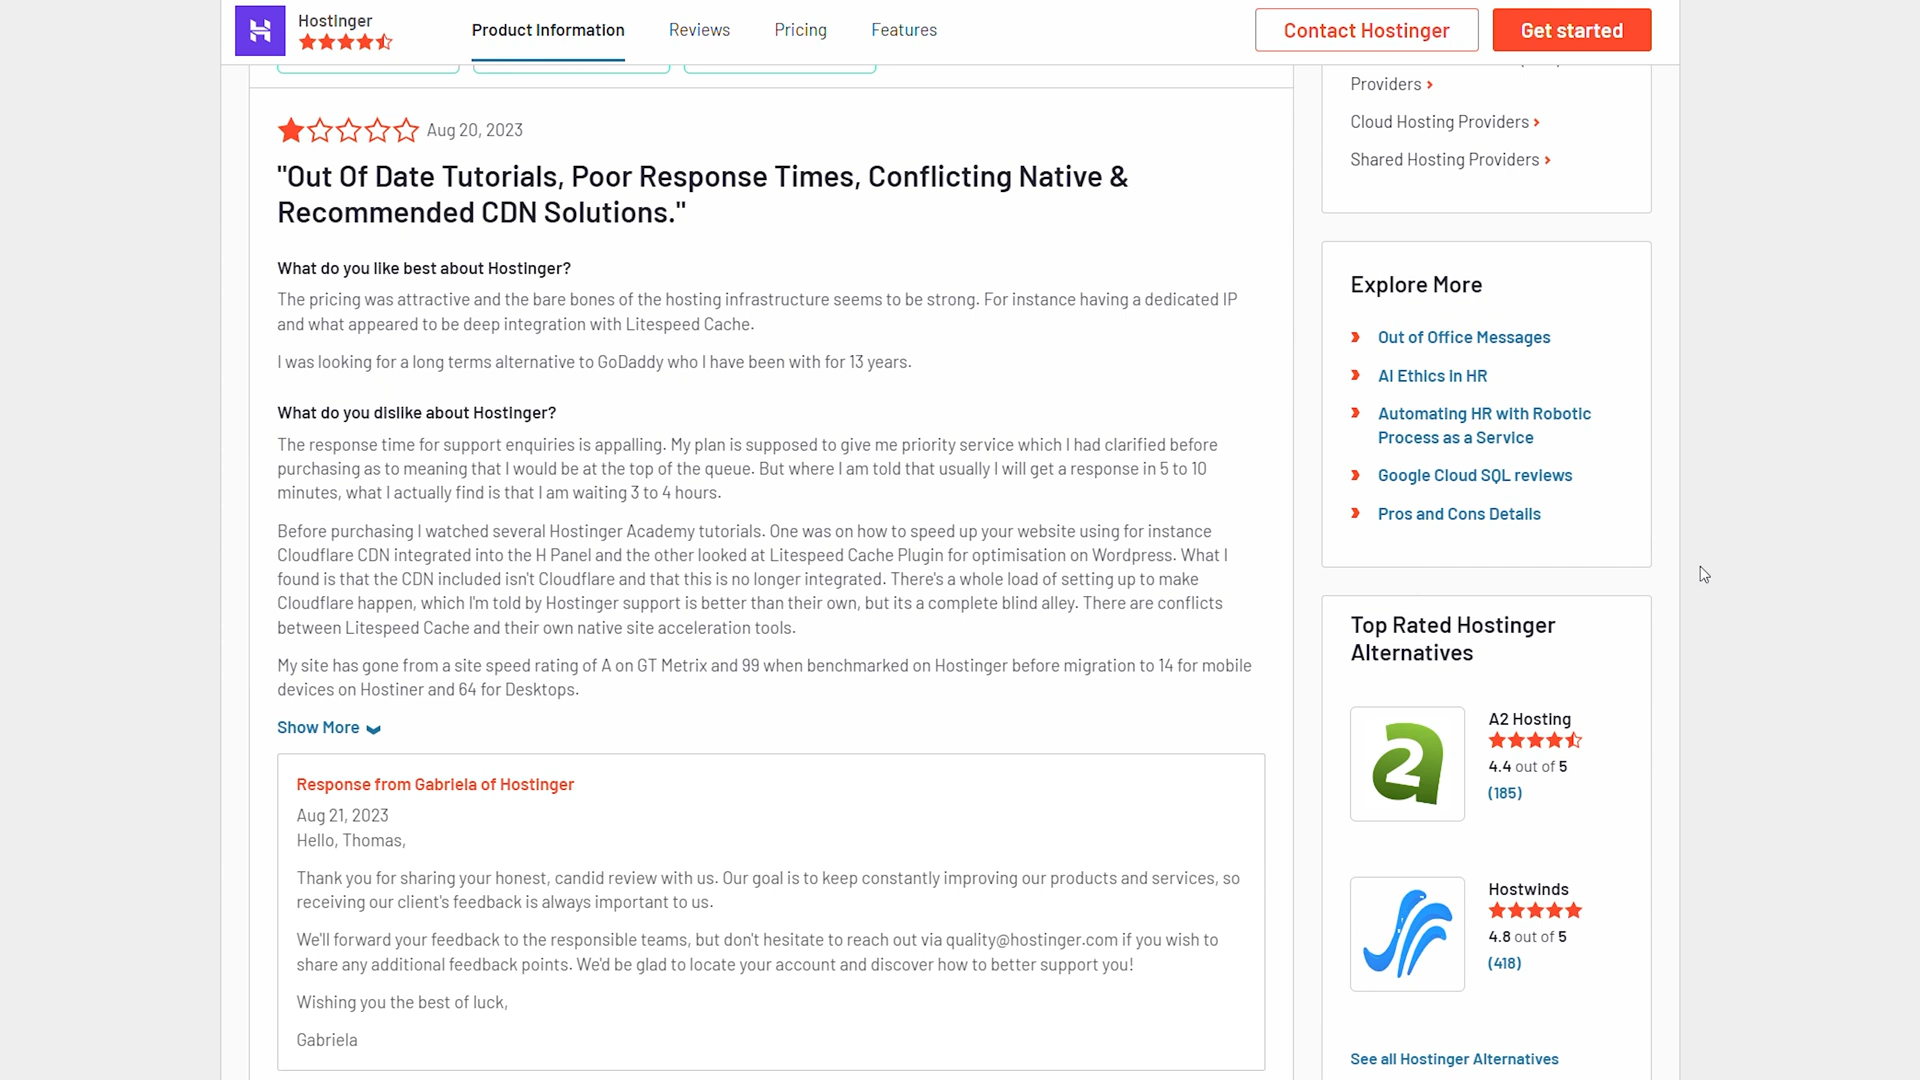 Hostinger
Product Information
Reviews
Pricing
Features
Contact Hostinger
Get started
Aug 20, 2023
"Out Of Date Tutorials, Poor Response Times, Conflicting Native &
Recommended CDN Solutions."
What do you like best about Hostinger?
The pricing was attractive and the bare bones of the hosting infrastructure seems to be strong. For instance having a dedicated IP
and what appeared to be deep integration with Litespeed Cache.
I was looking for a long terms alternative to GoDaddy who I have been with for 13 years.
What do you dislike about Hostinger?
The response time for support enquiries is appalling. My plan is supposed to give me priority service which I had clarified before
purchasing as to meaning that I would be at the top of the queue. But where I am told that usually I will get a response in 5 to 10
minutes, what I actually find is that I am waiting 3 to 4 hours.
Before purchasing I watched several Hostinger Academy tutorials. One was on how to speed up your website using for instance
Cloudflare CDN integrated into the H Panel and the other looked at Litespeed Cache Plugin for optimisation on Wordpress. What I
found is that the CDN included isn't Cloudflare and that this is no longer integrated. There's a whole load of setting up to make
Cloudflare happen, which I'm told by Hostinger support is better than their own, but its a complete blind alley. There are conflicts
between Litespeed Cache and their own native site acceleration tools.
My site has gone from a site speed rating of A on GT Metrix and 99 when benchmarked on Hostinger before migration to 14 for mobile
devices on Hostiner and 64 for Desktops.
Show More
Response from Gabriela of Hostinger
Aug 21, 2023
Hello, Thomas,
Thank you for sharing your honest, candid review with us. Our goal is to keep constantly improving our products and services, so
receiving our client's feedback is always important to us.
We'll forward your feedback to the responsible teams, but don't hesitate to reach out via quality@hostinger.com if you wish to
share any additional feedback points. We'd be glad to locate your account and discover how to better support you!
Wishing you the best of luck,
Gabriela
Providers
Cloud Hosting Providers
Shared Hosting Providers
Explore More
Out of Office Messages
AI Ethics in HR
Automating HR with Robotic
Process as a Service
Google Cloud SQL reviews
Pros and Cons Details
Top Rated Hostinger
Alternatives
A2 Hosting
4.4 out of 5
(185)
Hostwinds
4.8 out of 5
(418)
See all Hostinger Alternatives